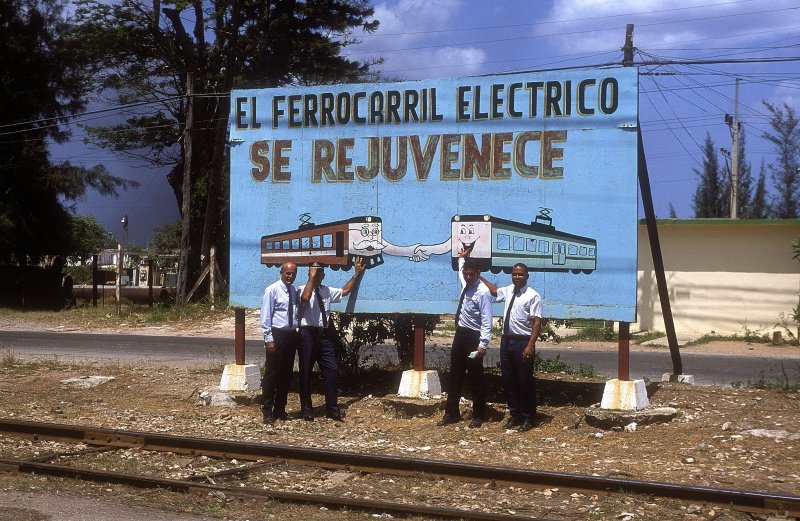 EL FERROCARRIL ELECTRICO
SE REJUVENECE